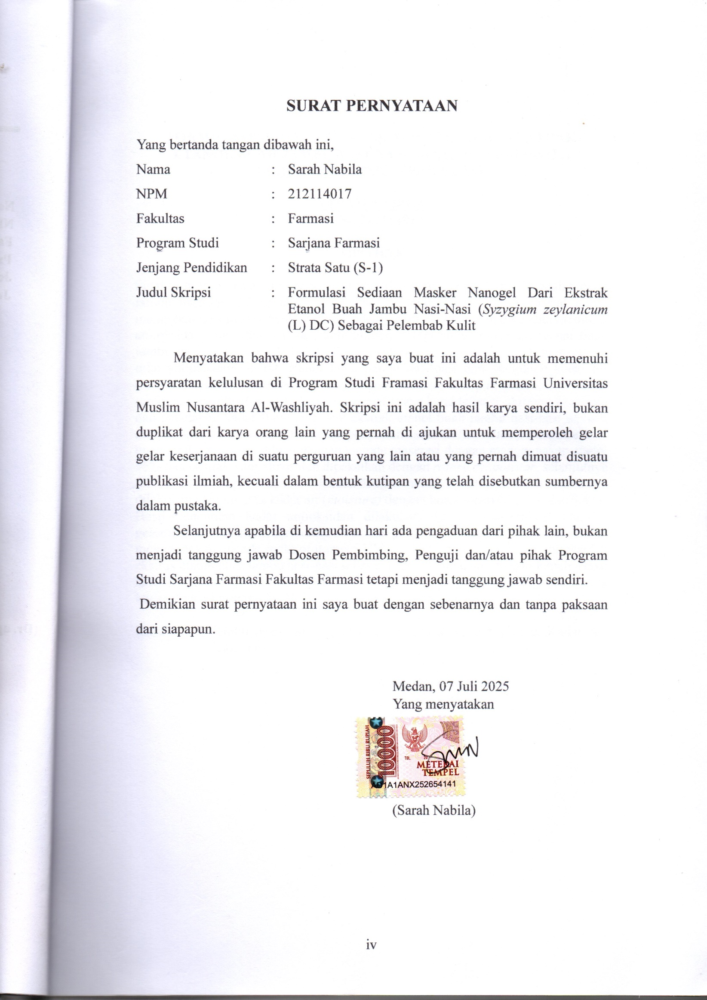 SURAT PERNYATAAN
Yang bertanda tangan dibawah ini,
Nama : Sarah Nabila
NPM : 212114017
Fakultas : Farmasi
Program Studi : Sarjana Farmasi
Jenjang Pendidikan : Strata Satu (S-1)
Judul Skripsi : Formulasi Sediaan Masker Nanogel Dari Ekstrak
Etanol Buah Jambu Nasi-Nasi (Syzygium zeylanicum
(L) DC) Sebagai Pelembab Kulit
Menyatakan bahwa skripsi yang saya buat ini adalah untuk memenuhi
persyaratan kelulusan di Program Studi Framasi Fakultas Farmasi Universitas
Muslim Nusantara Al-Washliyah. Skripsi ini adalah hasil karya sendiri, bukan
duplikat dari karya orang lain yang pernah di ajukan untuk memperoleh gelar
gelar keserjanaan di suatu perguruan yang lain atau yang pernah dimuat disuatu
publikasi ilmiah, kecuali dalam bentuk kutipan yang telah disebutkan sumbernya
dalam pustaka.
Selanjutnya apabila di kemudian hari ada pengaduan dari pihak lain, bukan
menjadi tanggung jawab Dosen Pembimbing, Penguji dan/atau pihak Program
Studi Sarjana Farmasi Fakultas Farmasi tetapi menjadi tanggung jawab sendiri.
Demikian surat pernyataan ini saya buat dengan sebenarnya dan tanpa paksaan
dari siapapun.
Medan, 07 Juli 2025
Yang menyatakan
SEPULUH RIBU RUPIAH
10000
TGL. 20
METERAI
TEMPEL
1A1ANX252654141
(Sarah Nabila)
iv